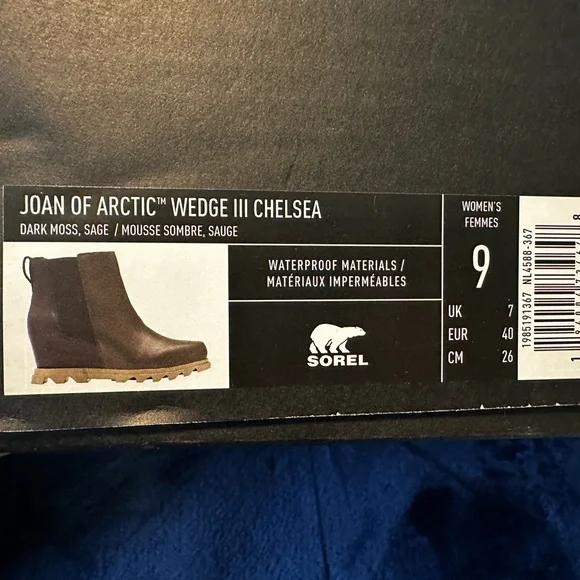 JOAN OF ARCTIC™ WEDGE III CHELSEA
DARK MOSS, SAGE / MOUSSE SOMBRE, SAUGE
WATERPROOF MATERIALS /
MATÉRIAUX IMPERMÉABLES
SOREL
WOMEN'S
FEMMES
9
UK 7
EUR 40
CM 26
1985191367 NL4588-367
8